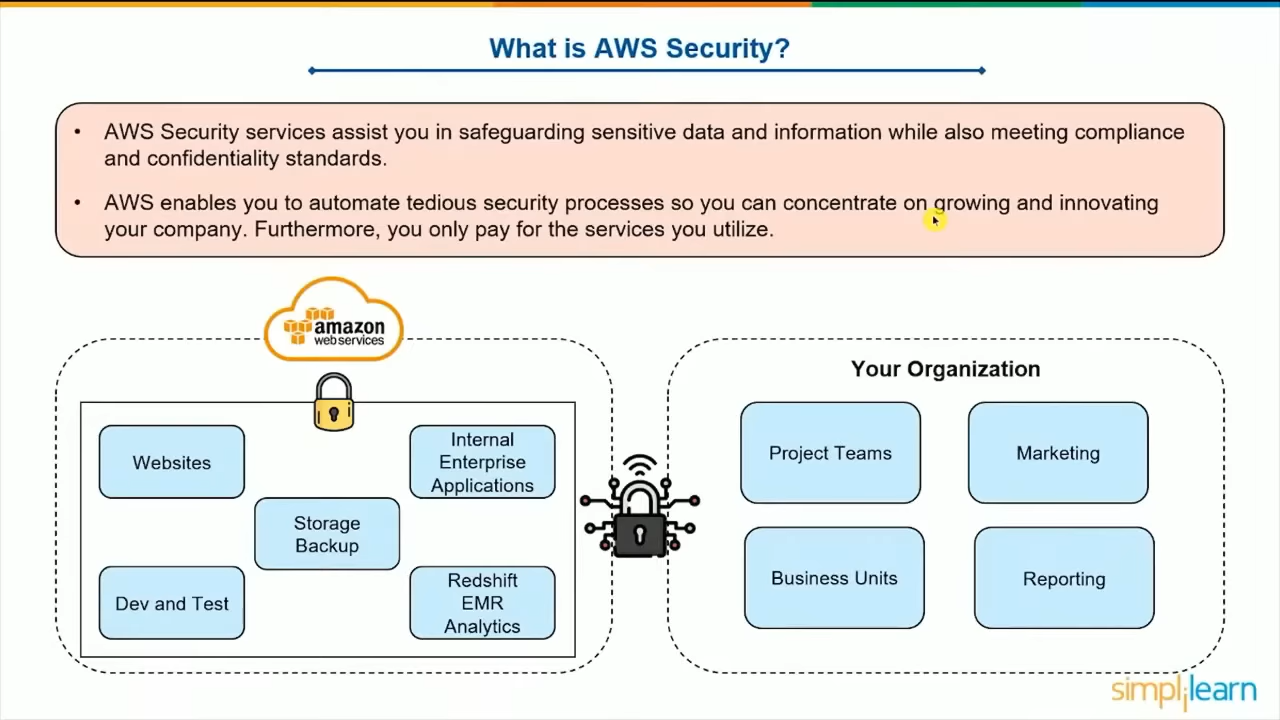 What is AWS Security?
• AWS Security services assist you in safeguarding sensitive data and information while also meeting compliance
and confidentiality standards.
• AWS enables you to automate tedious security processes so you can concentrate on growing and innovating
your company. Furthermore, you only pay for the services you utilize.
amazon
webservices
Websites
Internal
Enterprise
Applications
Storage
Backup
Dev and Test
Redshift
EMR
Analytics
Your Organization
Project Teams
Marketing
Business Units
Reporting
simplilearn